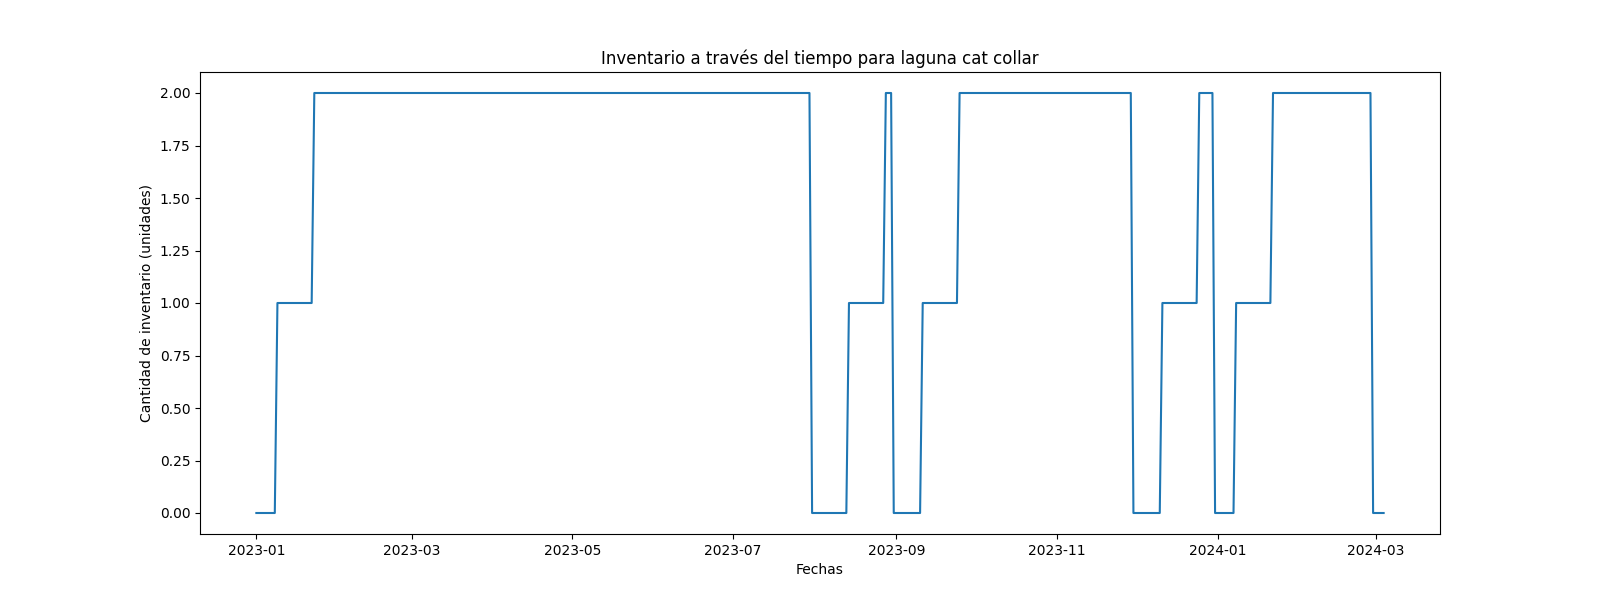 Inventario a través del tiempo para laguna cat collar
Cantidad de inventario (unidades)
2.00
1.75
1.50
1.25
1.00
0.75
0.50
0.25
0.00
2023-01 2023-03 2023-05 2023-07 2023-09 2023-11 2024-01 2024-03
Fechas